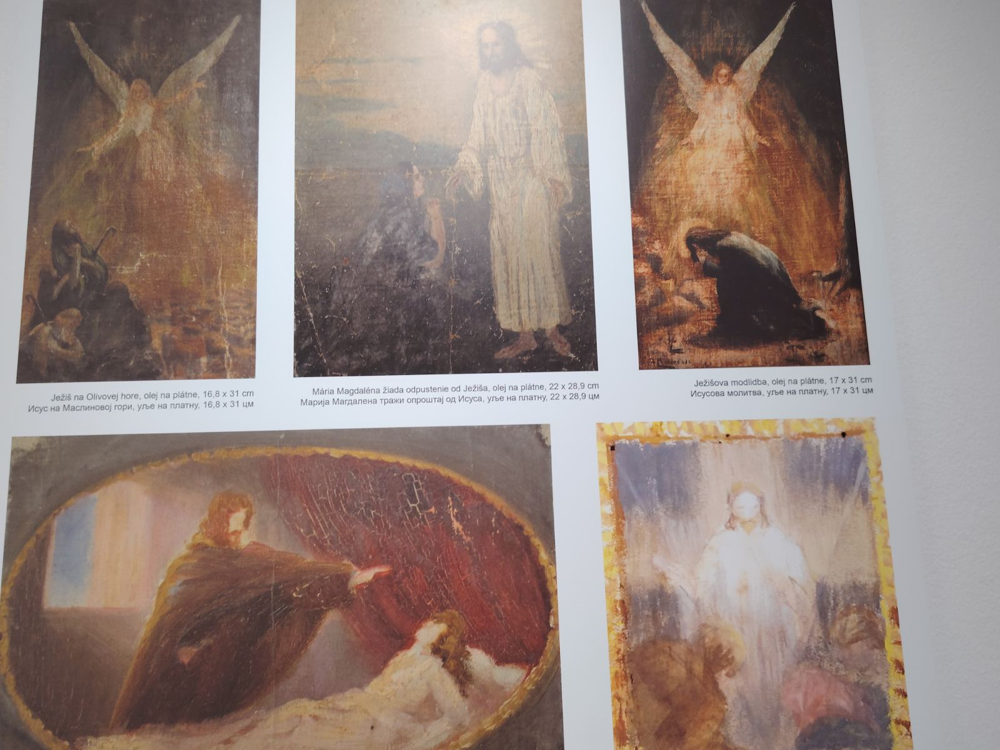 Ježiš na Olivovej hore, olej na plátne, 16,8 x 31 cm
Исус на Маслиновој гори, уље на платну, 16,8 x 31 цм
Mária Magdaléna žiada odpustenie od Ježiša, olej na plátne, 22 x 28,9 cm
Марија Магдалена тражи опроштај од Исуса, уље на платну, 22 x 28,9 цм
Ježišova modlidba, olej na plátne, 17 x 31 cm
Исусова молитва, уље на платну, 17 x 31 цм